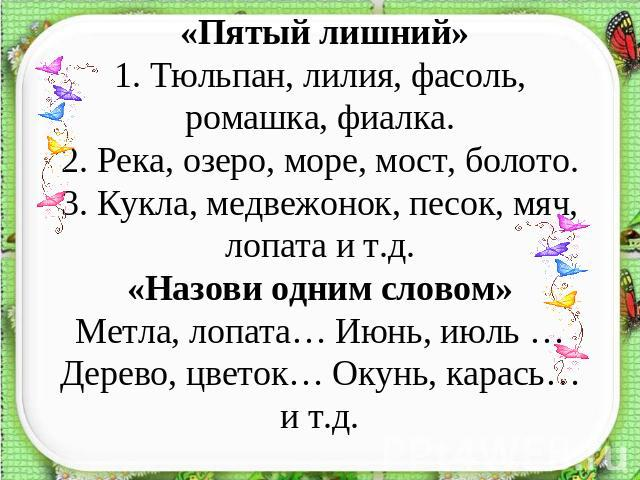 «Пятый лишний»
1. Тюльпан, лилия, фасоль,
ромашка, фиалка.
2. Река, озеро, море, мост, болото.
3. Кукла, медвежонок, песок, мяч,
лопата и т.д.
«Назови одним словом»
Метла, лопата… Июнь, июль …
Дерево, цветок… Окунь, карась…
и т.д.